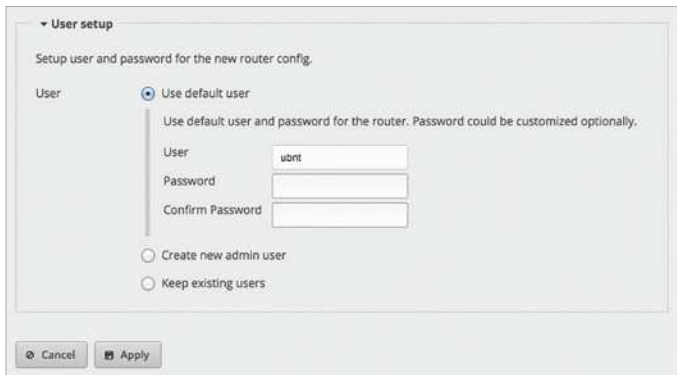 User setup
Setup user and password for the new router config.
User
Use default user
Use default user and password for the router. Password could be customized optionally.
User ubnt
Password
Confirm Password
Create new admin user
Keep existing users
Cancel Apply